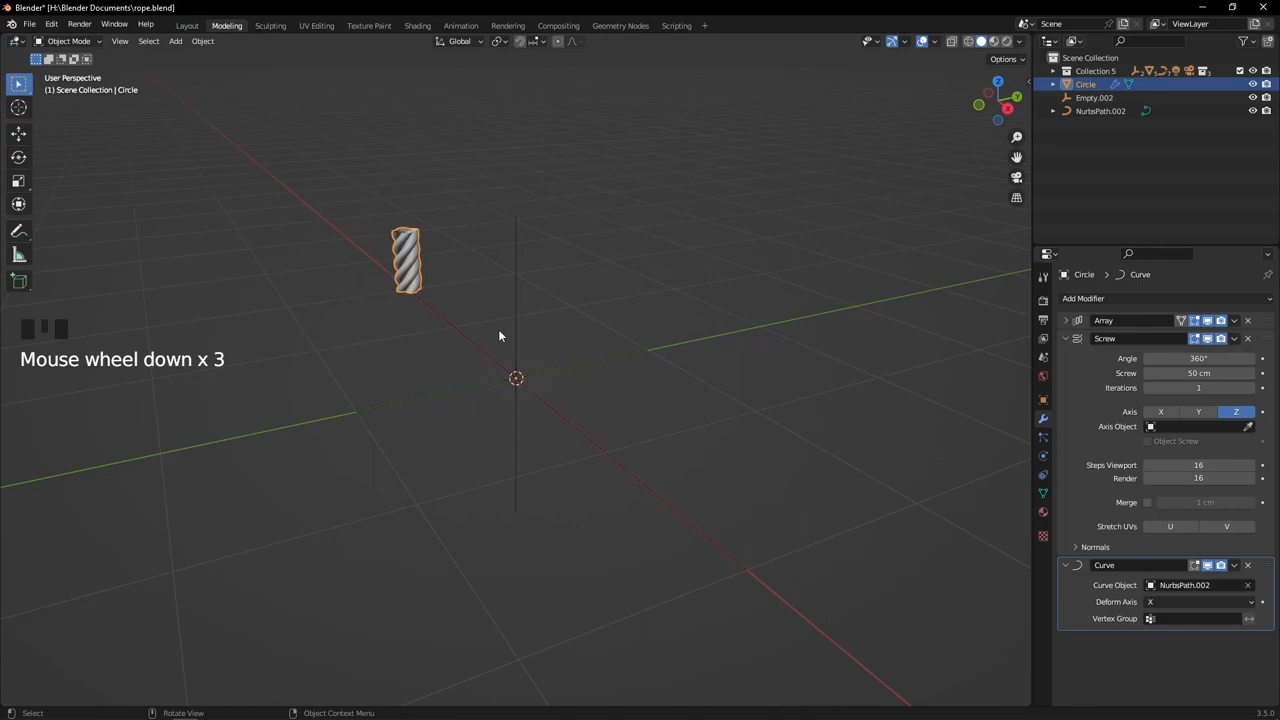 Blender* [H:\Blender Documents\rope.blend]
File Edit Render Window Help Layout Modeling Sculpting UV Editing Texture Paint Shading Animation Rendering Compositing Geometry Nodes Scripting + Scene ViewLayer
Object Mode View Select Add Object Global
Options
User Perspective
(1) Scene Collection | Circle
Z
Y
X
Mouse wheel down x 3
Scene Collection
Collection 5 2 5 7 3
Circle
Empty.002
NurbsPath.002
Circle > Curve
Add Modifier
Array
Screw
Angle 360°
Screw 50 cm
Iterations 1
Axis X Y Z
Axis Object
Object Screw
Steps Viewport 16
Render 16
Merge 1 cm
Stretch UVs U V
Normals
Curve
Curve Object NurbsPath.002
Deform Axis X
Vertex Group
Select Rotate View Object Context Menu 3.5.0